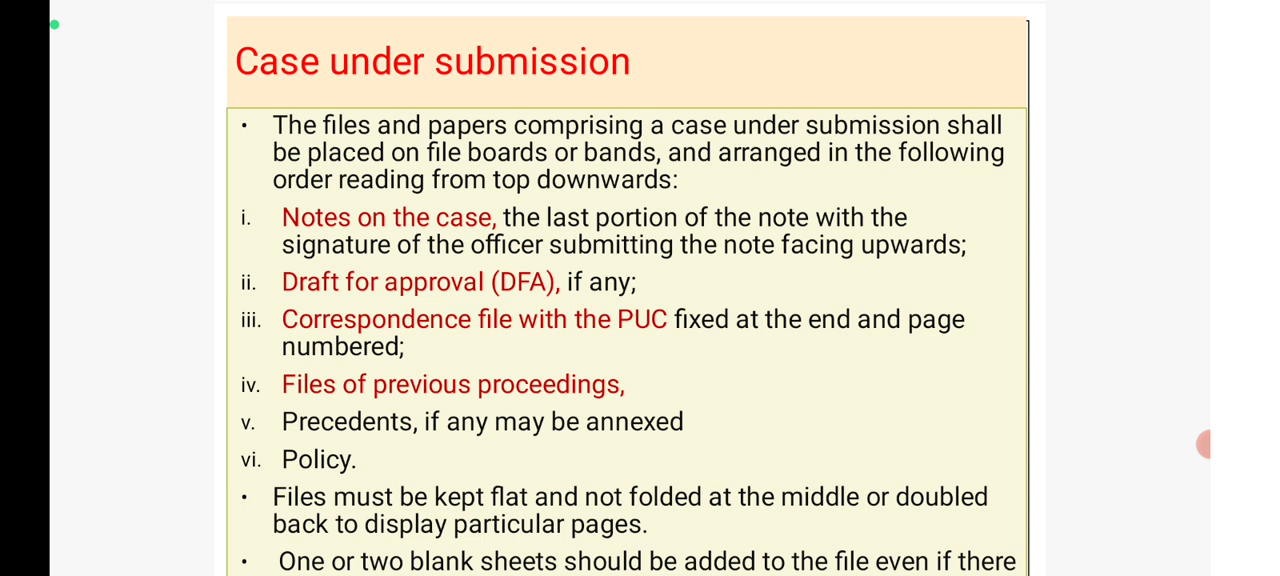 Case under submission
• The files and papers comprising a case under submission shall
be placed on file boards or bands, and arranged in the following
order reading from top downwards:
i. Notes on the case, the last portion of the note with the
signature of the officer submitting the note facing upwards;
ii. Draft for approval (DFA), if any;
iii. Correspondence file with the PUC fixed at the end and page
numbered;
iv. Files of previous proceedings,
v. Precedents, if any may be annexed
vi. Policy.
• Files must be kept flat and not folded at the middle or doubled
back to display particular pages.
• One or two blank sheets should be added to the file even if there